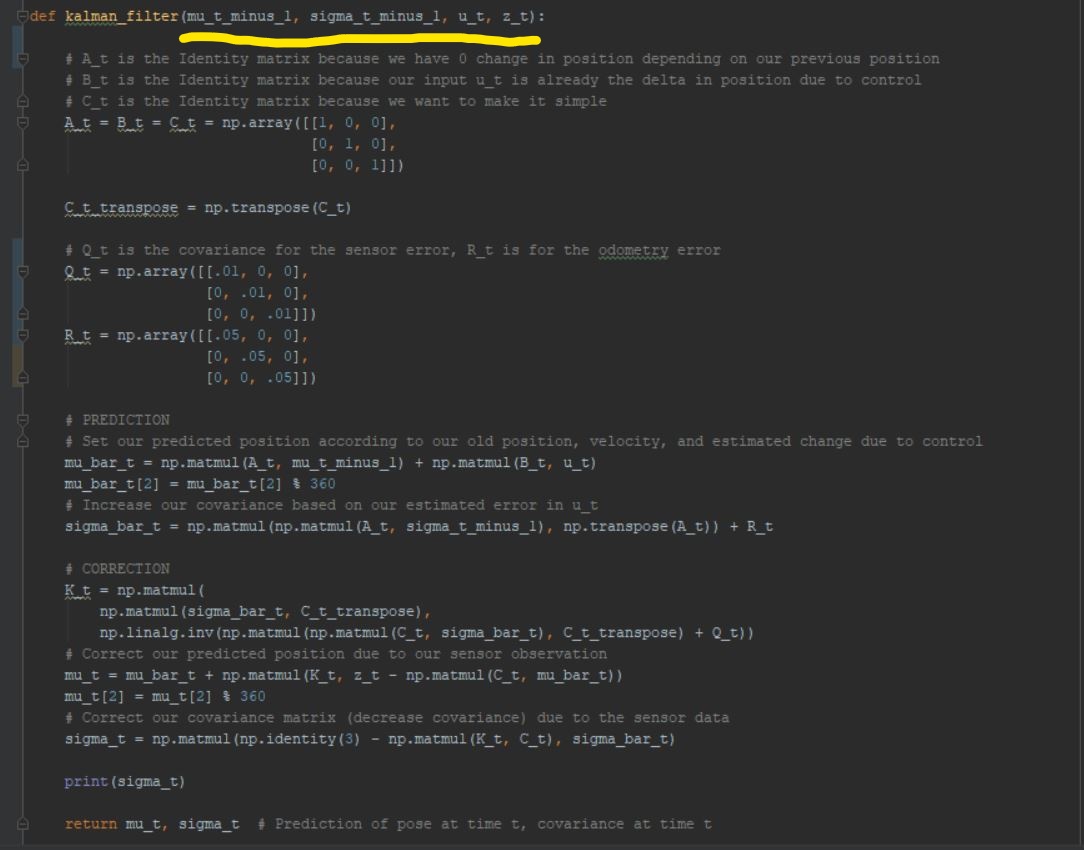 def kalman_filter(mu_t_minus_1, sigma_t_minus_1, u_t, z_t):
# A_t is the Identity matrix because we have 0 change in position depending on our previous position
# B_t is the Identity matrix because our input u_t is already the delta in position due to control
# C_t is the Identity matrix because we want to make it simple
A_t = B_t = C_t = np.array([[1, 0, 0],
[0, 1, 0],
[0, 0, 1]])
C_t_transpose = np.transpose(C_t)
# Q_t is the covariance for the sensor error, R_t is for the odometry error
Q_t = np.array([[.01, 0, 0],
[0, .01, 0],
[0, 0, .01]])
R_t = np.array([[.05, 0, 0],
[0, .05, 0],
[0, 0, .05]])
# PREDICTION
# Set our predicted position according to our old position, velocity, and estimated change due to control
mu_bar_t = np.matmul(A_t, mu_t_minus_1) + np.matmul(B_t, u_t)
mu_bar_t[2] = mu_bar_t[2] % 360
# Increase our covariance based on our estimated error in u_t
sigma_bar_t = np.matmul(np.matmul(A_t, sigma_t_minus_1), np.transpose(A_t)) + R_t
# CORRECTION
K_t = np.matmul(
np.matmul(sigma_bar_t, C_t_transpose),
np.linalg.inv(np.matmul(np.matmul(C_t, sigma_bar_t), C_t_transpose) + Q_t))
# Correct our predicted position due to our sensor observation
mu_t = mu_bar_t + np.matmul(K_t, z_t - np.matmul(C_t, mu_bar_t))
mu_t[2] = mu_t[2] % 360
# Correct our covariance matrix (decrease covariance) due to the sensor data
sigma_t = np.matmul(np.identity(3) - np.matmul(K_t, C_t), sigma_bar_t)
print(sigma_t)
return mu_t, sigma_t  # Prediction of pose at time t, covariance at time t